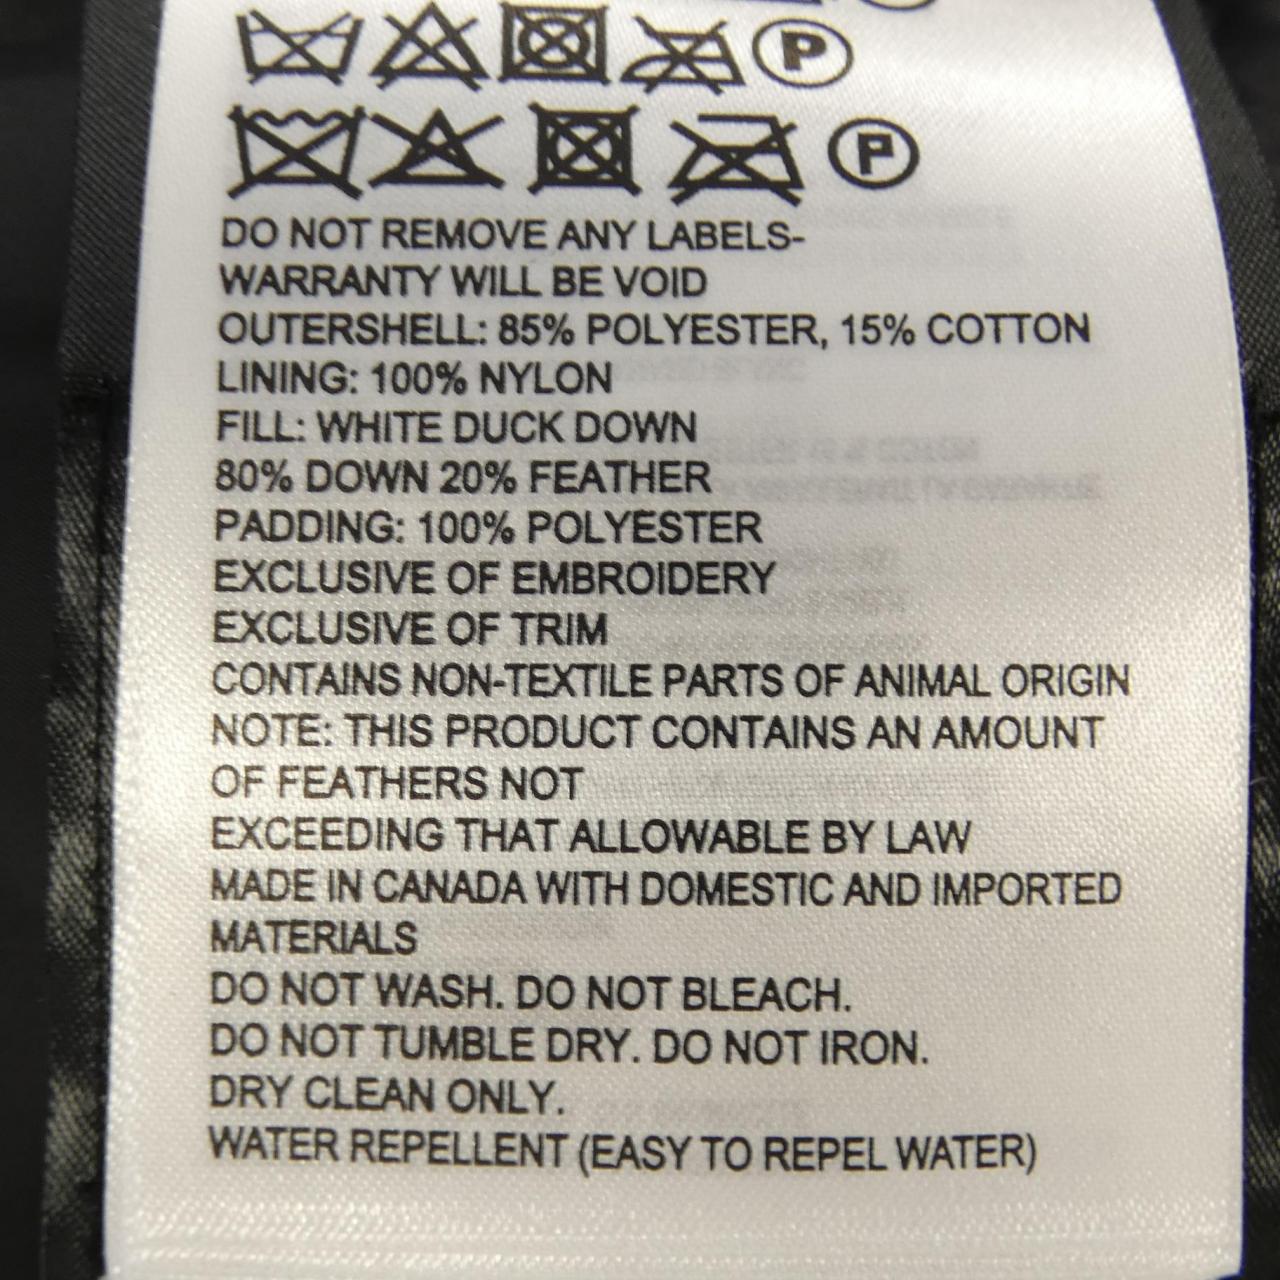 P
P
DO NOT REMOVE ANY LABELS-
WARRANTY WILL BE VOID
OUTERSHELL: 85% POLYESTER, 15% COTTON
LINING: 100% NYLON
FILL: WHITE DUCK DOWN
80% DOWN 20% FEATHER
PADDING: 100% POLYESTER
EXCLUSIVE OF EMBROIDERY
EXCLUSIVE OF TRIM
CONTAINS NON-TEXTILE PARTS OF ANIMAL ORIGIN
NOTE: THIS PRODUCT CONTAINS AN AMOUNT
OF FEATHERS NOT
EXCEEDING THAT ALLOWABLE BY LAW
MADE IN CANADA WITH DOMESTIC AND IMPORTED
MATERIALS
DO NOT WASH. DO NOT BLEACH.
DO NOT TUMBLE DRY. DO NOT IRON.
DRY CLEAN ONLY.
WATER REPELLENT (EASY TO REPEL WATER)